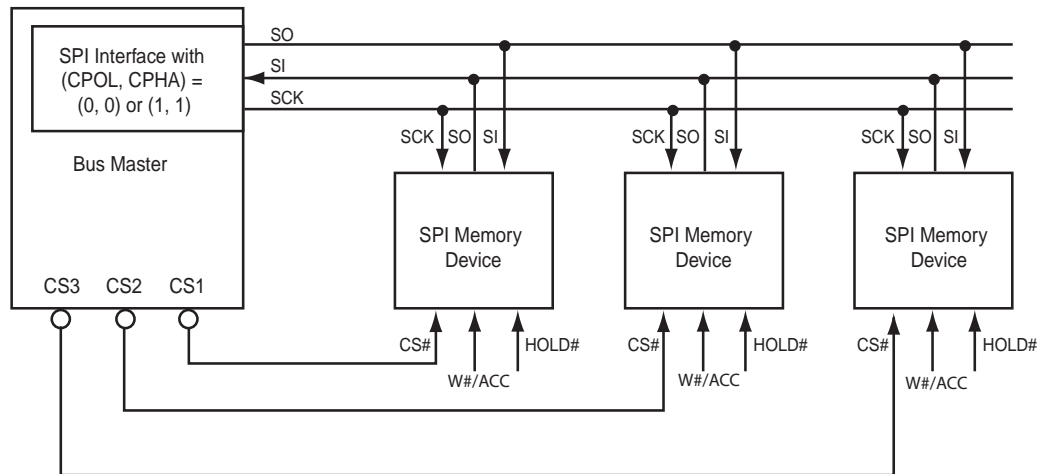 SO
SPI Interface with
(CPOL, CPHA) =
(0, 0) or (1, 1)
SI
SCK
Bus Master
SCK SO SI
SCK SO SI
SCK SO SI
SPI Memory
Device
SPI Memory
Device
SPI Memory
Device
CS3 CS2 CS1
CS# HOLD#
W#/ACC
CS# HOLD#
W#/ACC
CS# HOLD#
W#/ACC